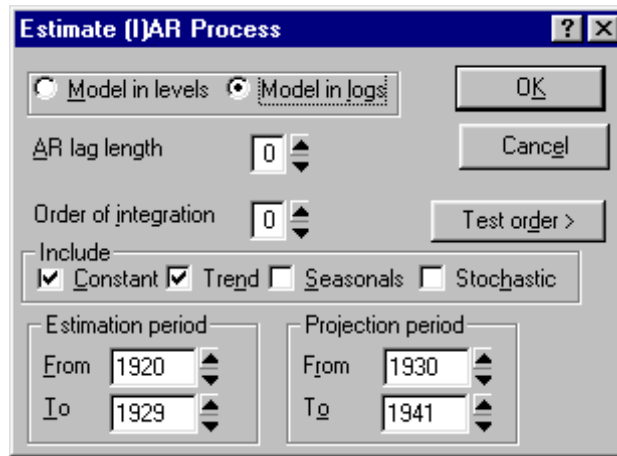 Estimate (I)AR Process
Model in levels Model in logs OK
AR lag length 0 Cancel
Order of integration 0 Test order >
Include
Constant Trend Seasonals Stochastic
Estimation period Projection period
From 1920 From 1930
To 1929 To 1941